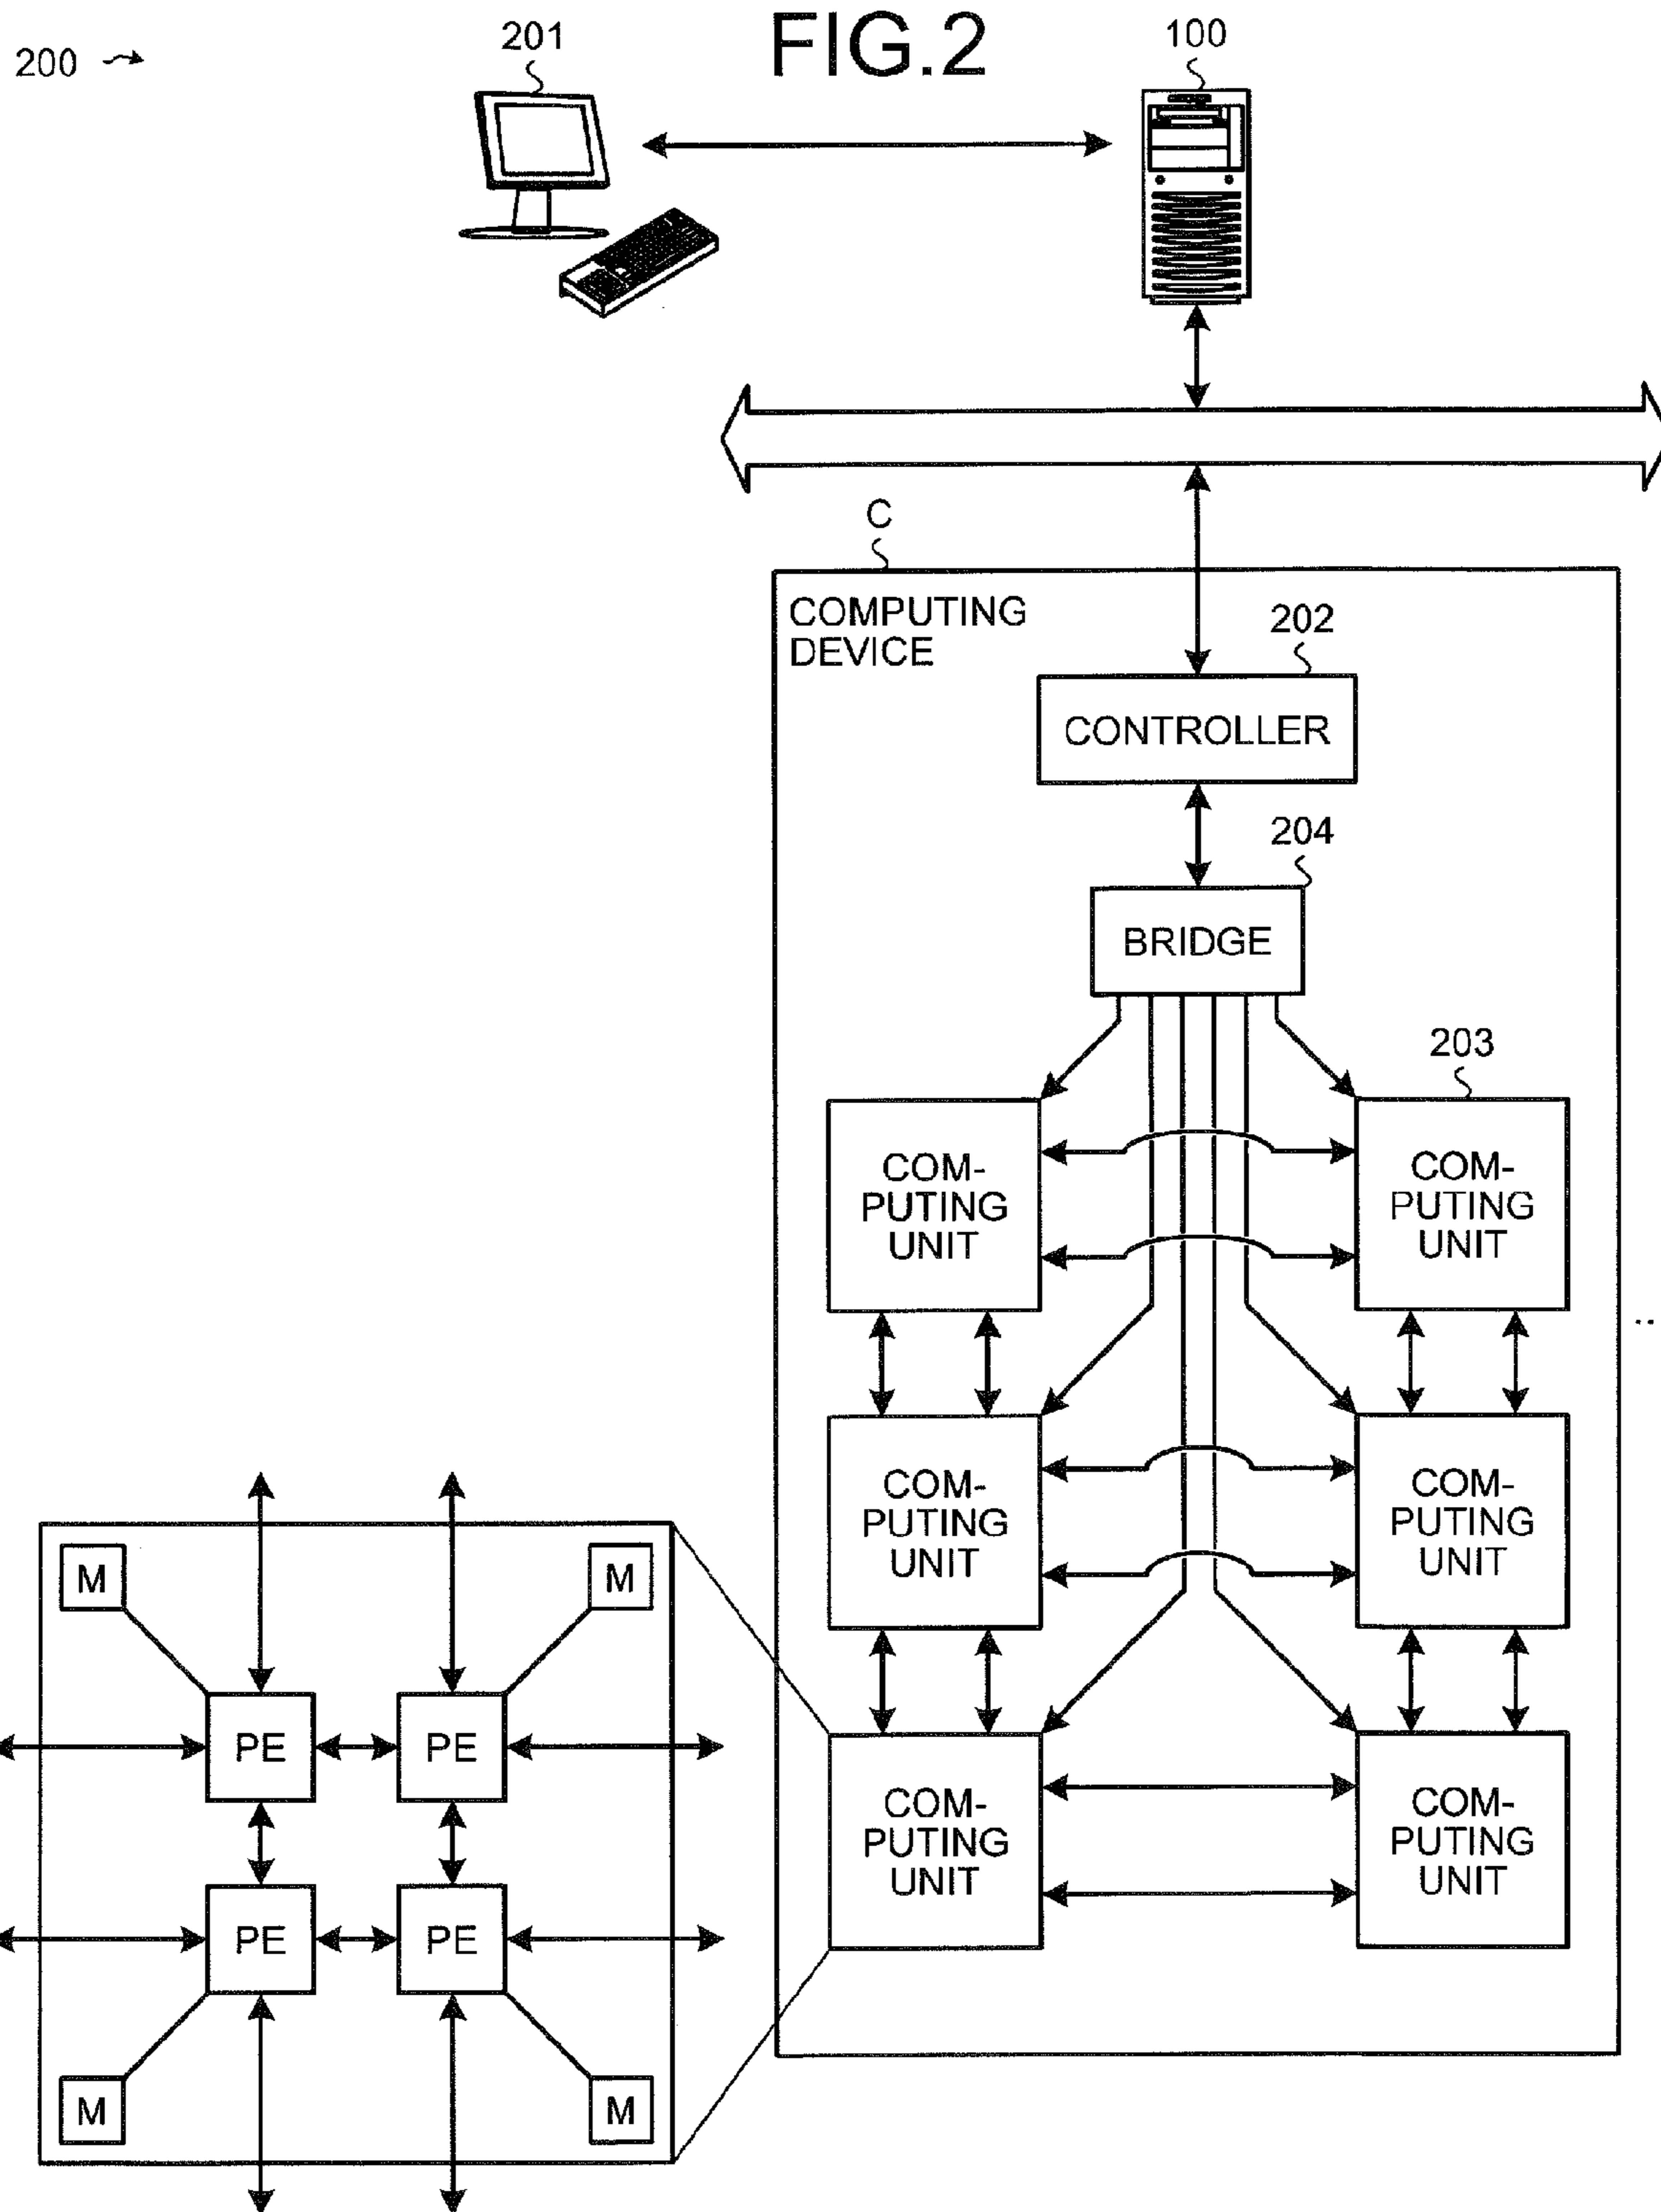 FIG.2
200
201
100
C
COMPUTING
DEVICE
202
CONTROLLER
204
BRIDGE
203
COM-
PUTING
UNIT
COM-
PUTING
UNIT
..
COM-
PUTING
UNIT
COM-
PUTING
UNIT
COM-
PUTING
UNIT
COM-
PUTING
UNIT
M
M
PE
PE
PE
PE
M
M